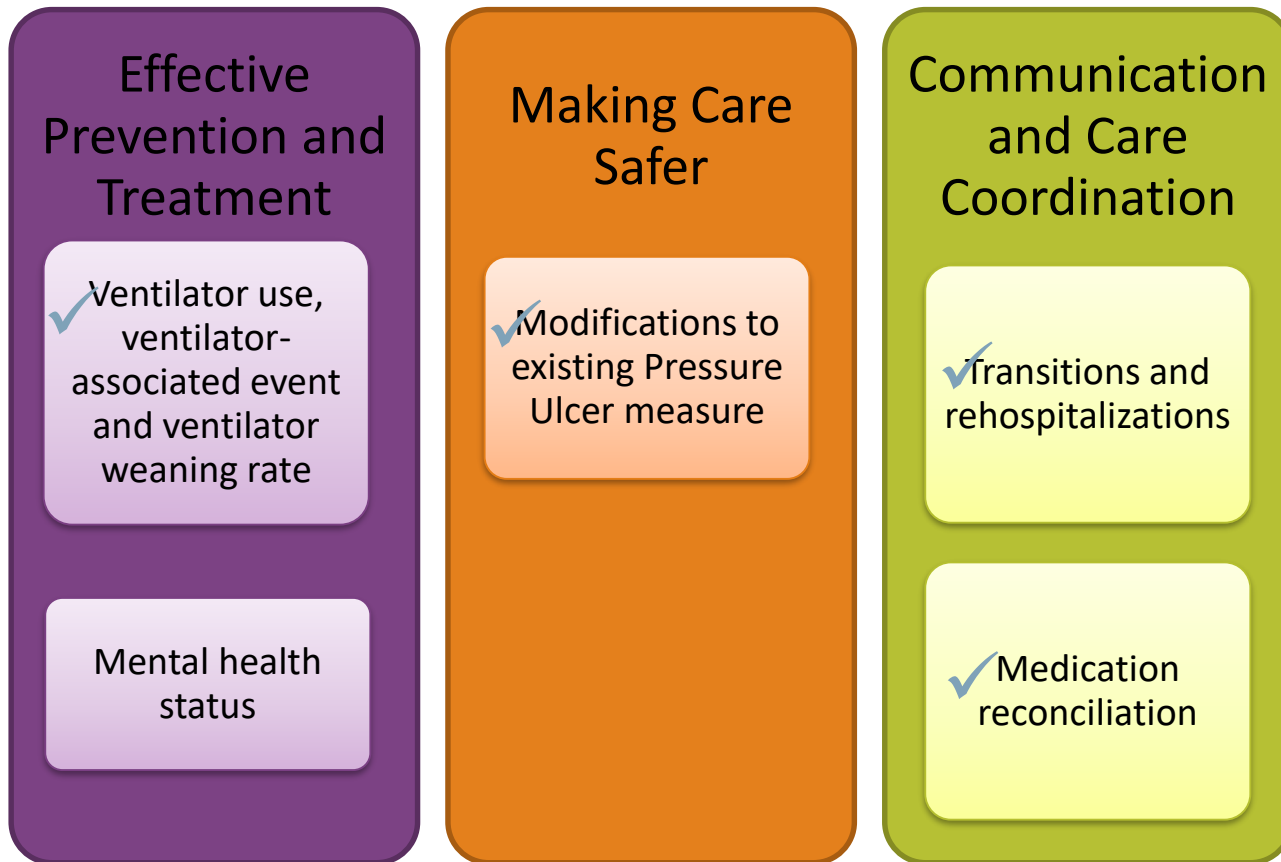 Effective
Prevention and
Treatment
Ventilator use,
ventilator-
associated event
and ventilator
weaning rate
Mental health
status
Making Care
Safer
Modifications to
existing Pressure
Ulcer measure
Communication
and Care
Coordination
Transitions and
rehospitalizations
Medication
reconciliation